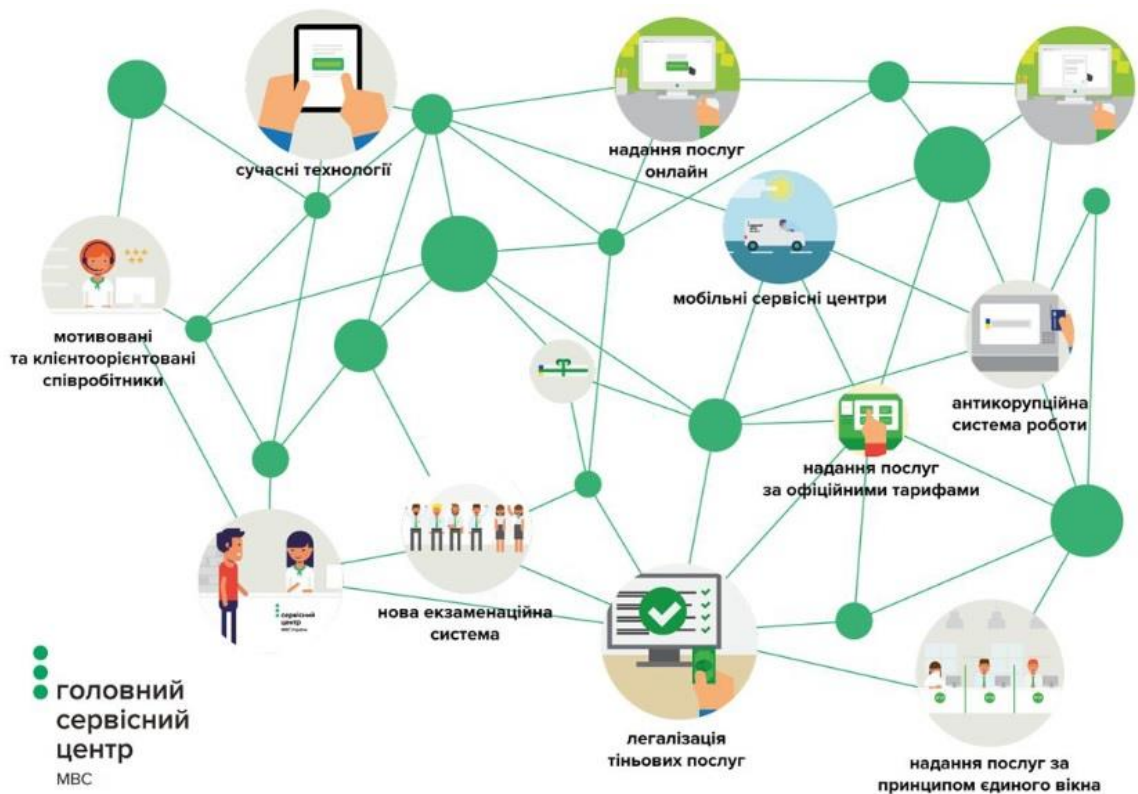 сучасні технології
надання послуг
онлайн
мобільні сервісні центри
мотивовані
та клієнтоорієнтовані
співробітники
антикорупційна
система роботи
надання послуг
за офіційними тарифами
сервісний
центр
МВС України
нова екзаменаційна
система
легалізація
тіньових послуг
надання послуг за
принципом єдиного вікна
ГОЛОВНИЙ
СЕРВІСНИЙ
ЦЕНТР
МВС